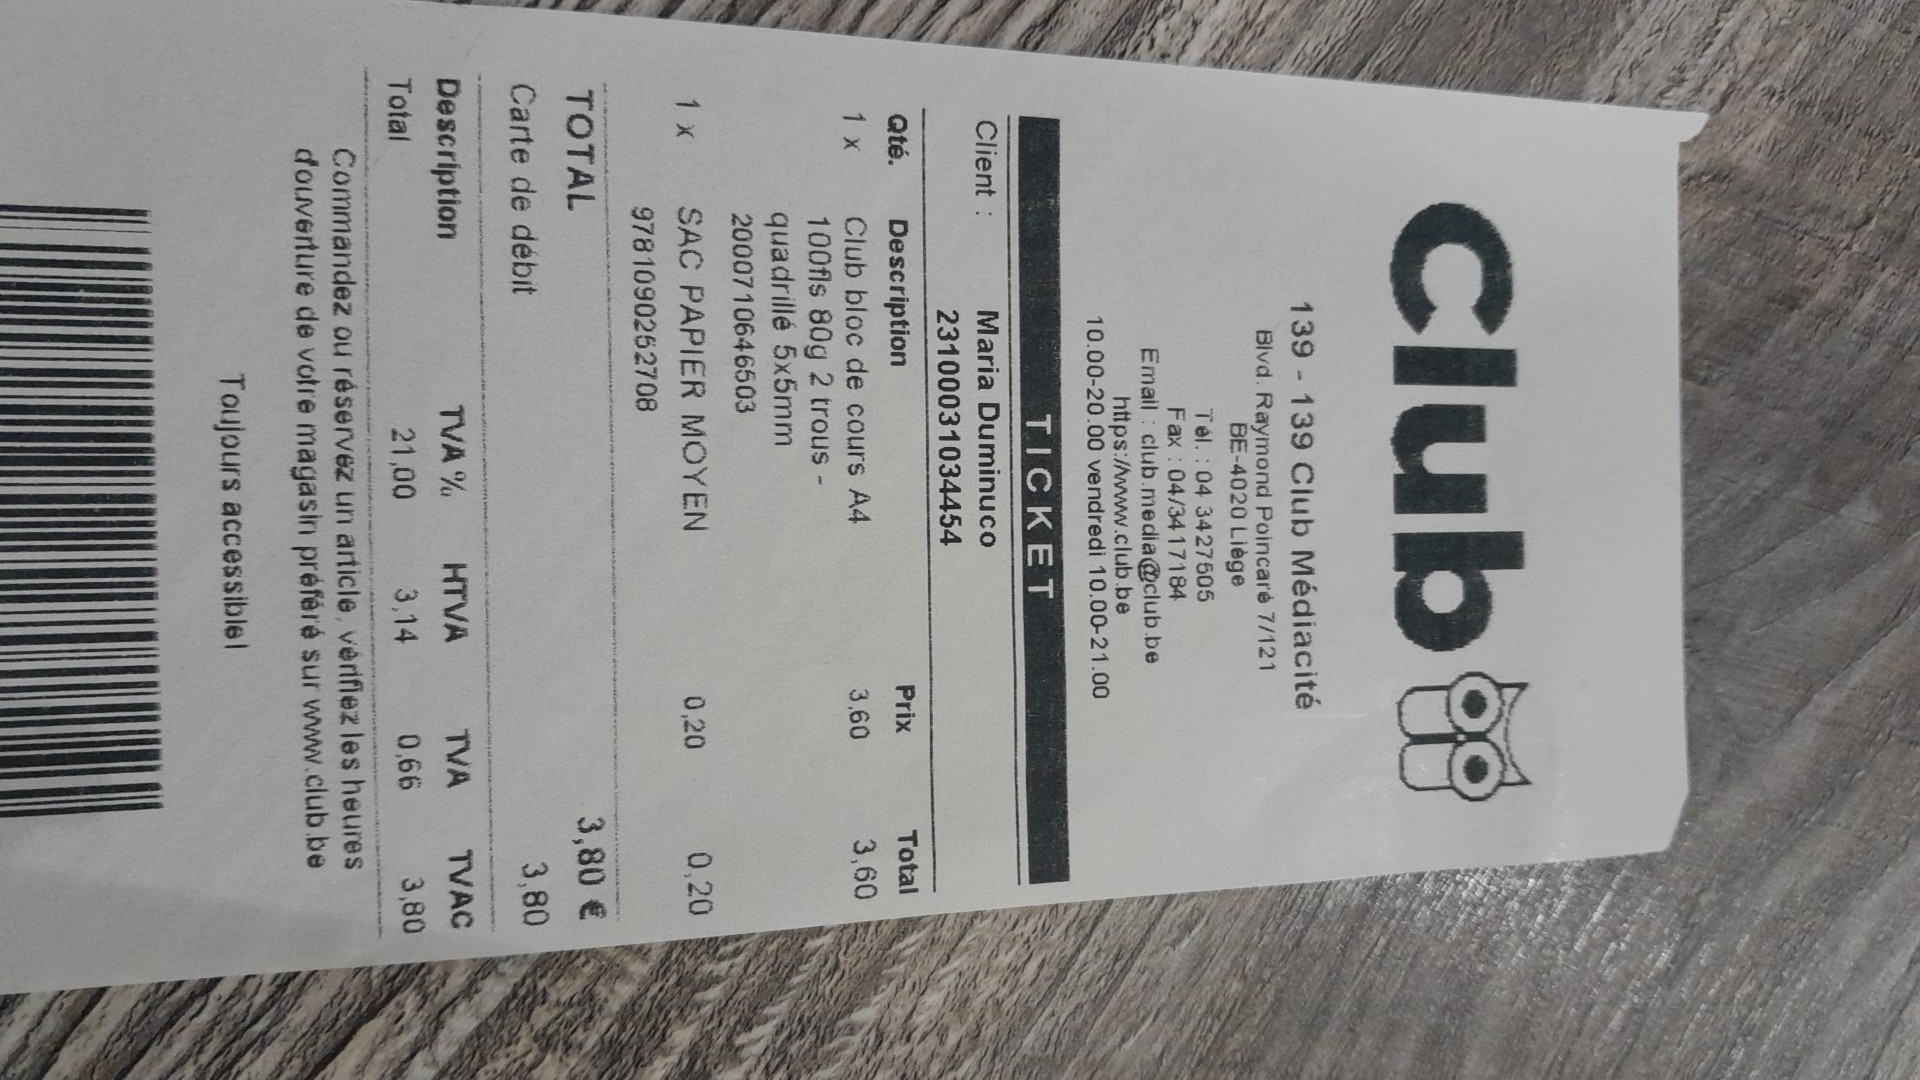 Club
139 - 139 Club Médiacité
Blvd. Raymond Poincaré 7/121
BE-4020 Liège
Tél. : 04 3427505
Fax : 04/3417184
Email : club.media@club.be
https://www.club.be
10.00-20.00 vendredi 10.00-21.00
TICKET
Client : Maria Duminuco
23100031034454
Qté. Description Prix Total
1 x Club bloc de cours A4 3,60 3,60
100fls 80g 2 trous -
quadrillé 5x5mm
2000710646503
1 x SAC PAPIER MOYEN 0,20 0,20
9781090252708
TOTAL 3,80 €
Carte de débit 3,80
Description TVA % HTVA TVA TVAC
Total 21,00 3,14 0,66 3,80
Commandez ou réservez un article, vérifiez les heures
d'ouverture de votre magasin préféré sur www.club.be
Toujours accessible!